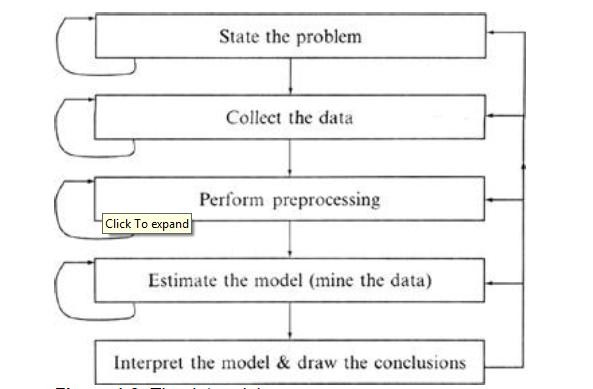 State the problem
Collect the data
Perform preprocessing
Click To expand
Estimate the model (mine the data)
Interpret the model & draw the conclusions